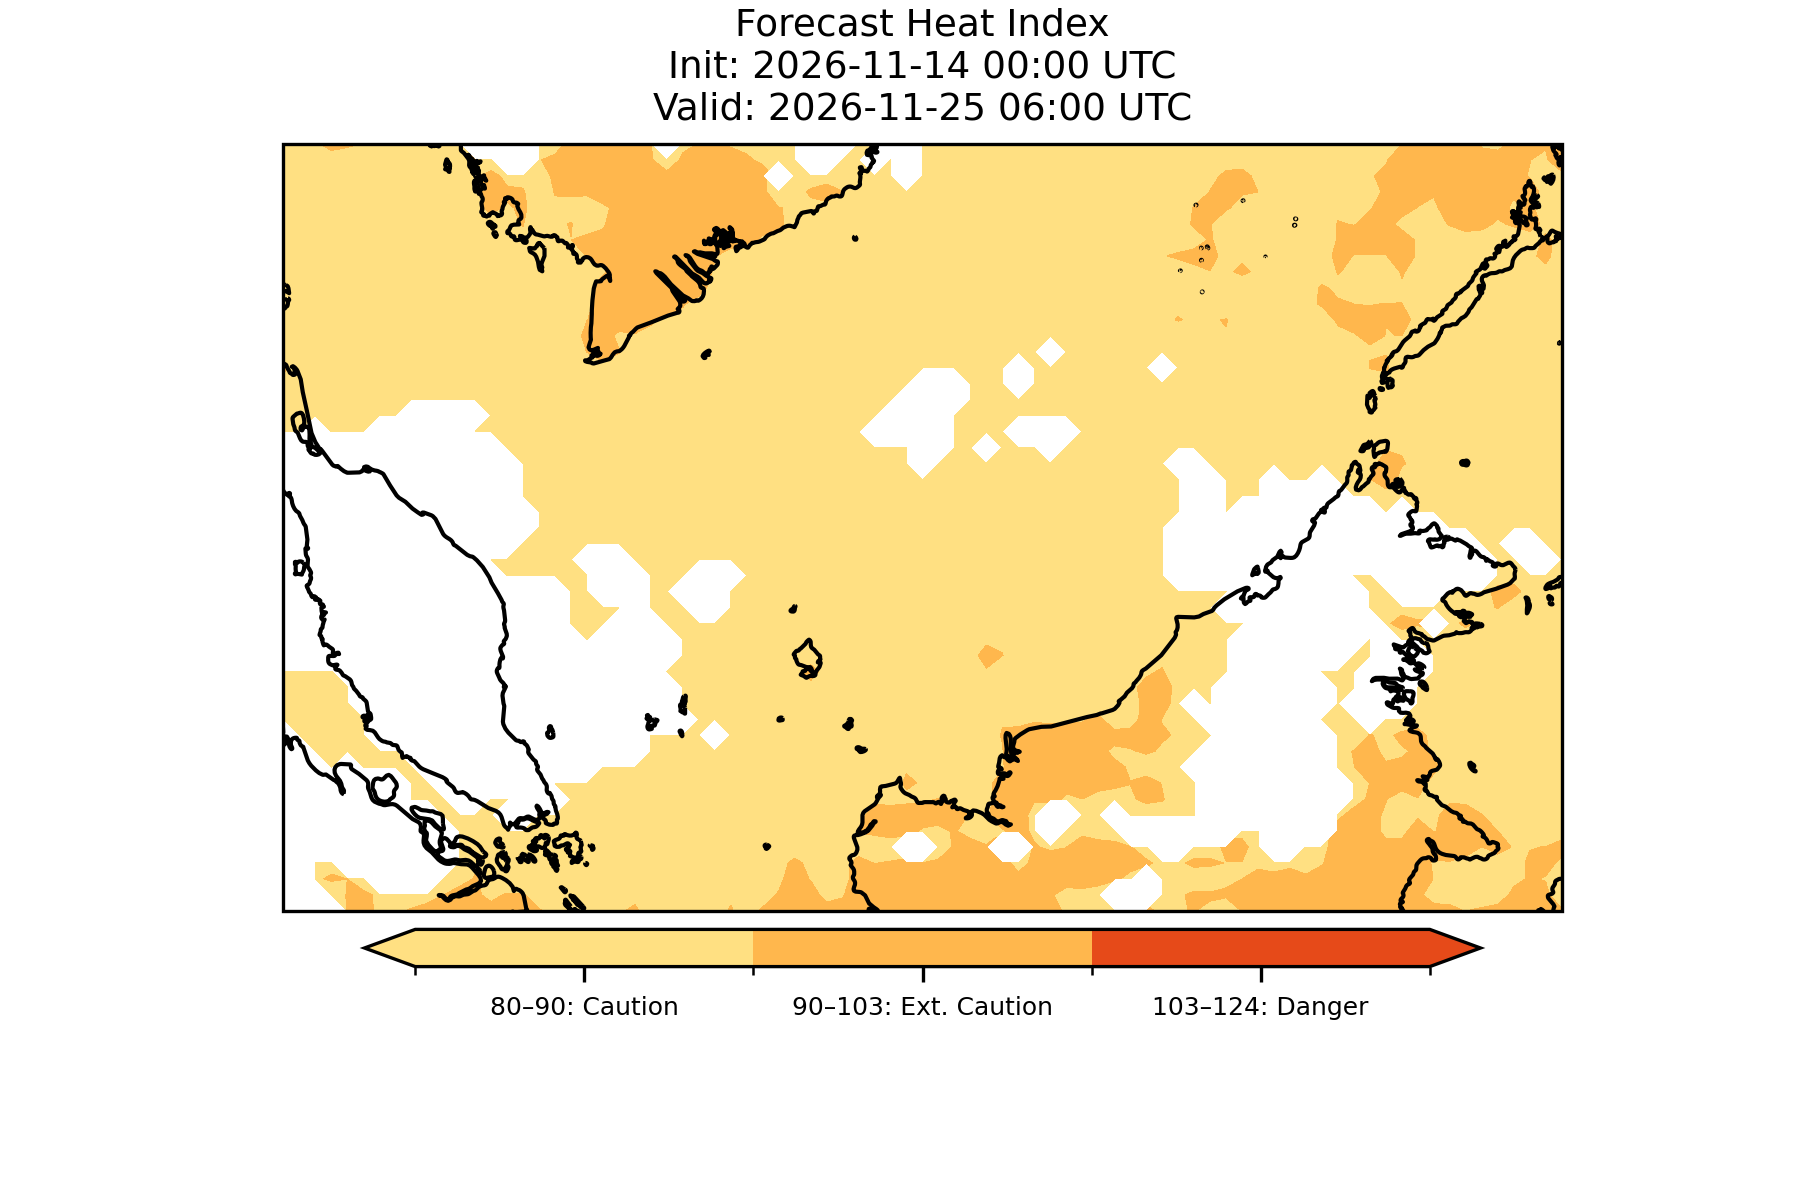 Forecast Heat Index
Init: 2026-11-14 00:00 UTC
Valid: 2026-11-25 06:00 UTC
80–90: Caution
90–103: Ext. Caution
103–124: Danger